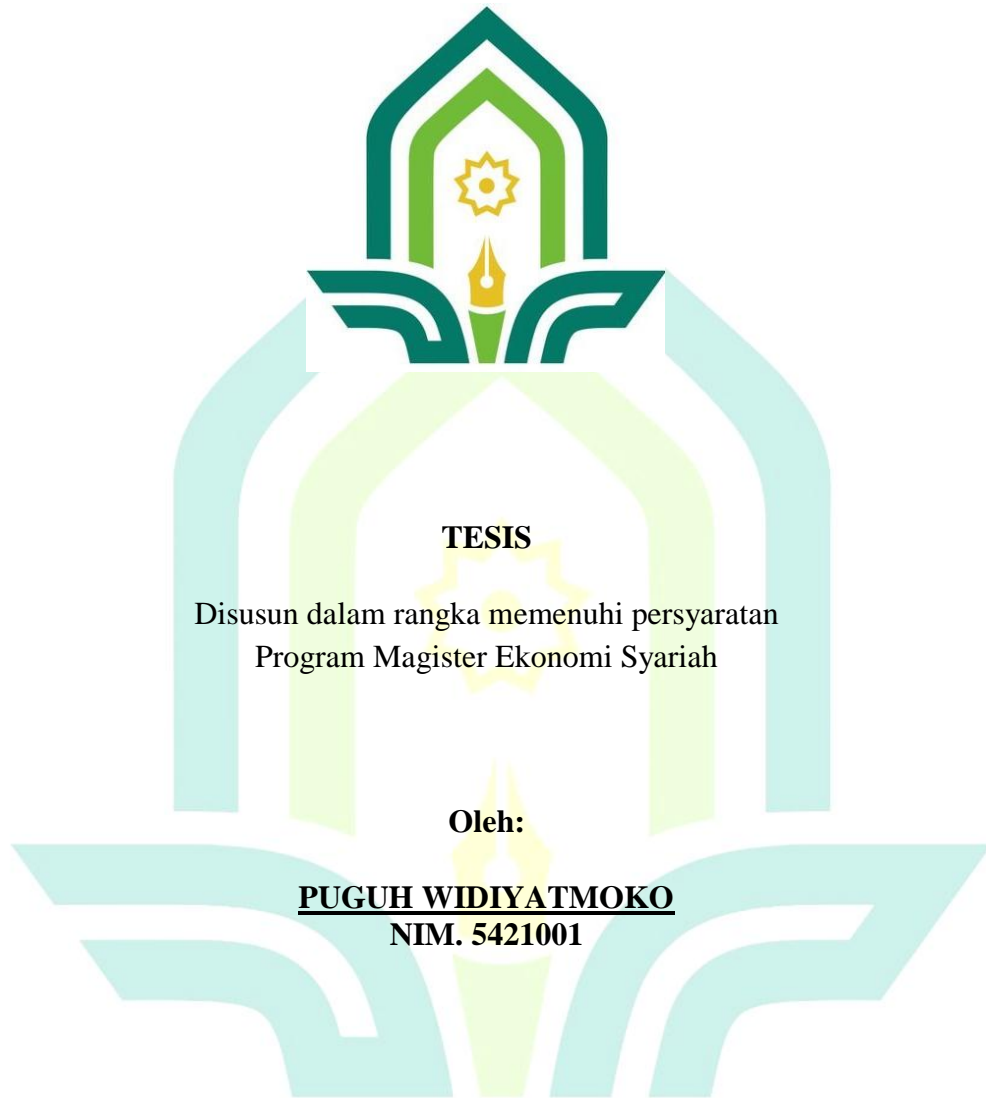 TESIS
Disusun dalam rangka memenuhi persyaratan
Program Magister Ekonomi Syariah
Oleh:
PUGUH WIDIYATMOKO
NIM. 5421001